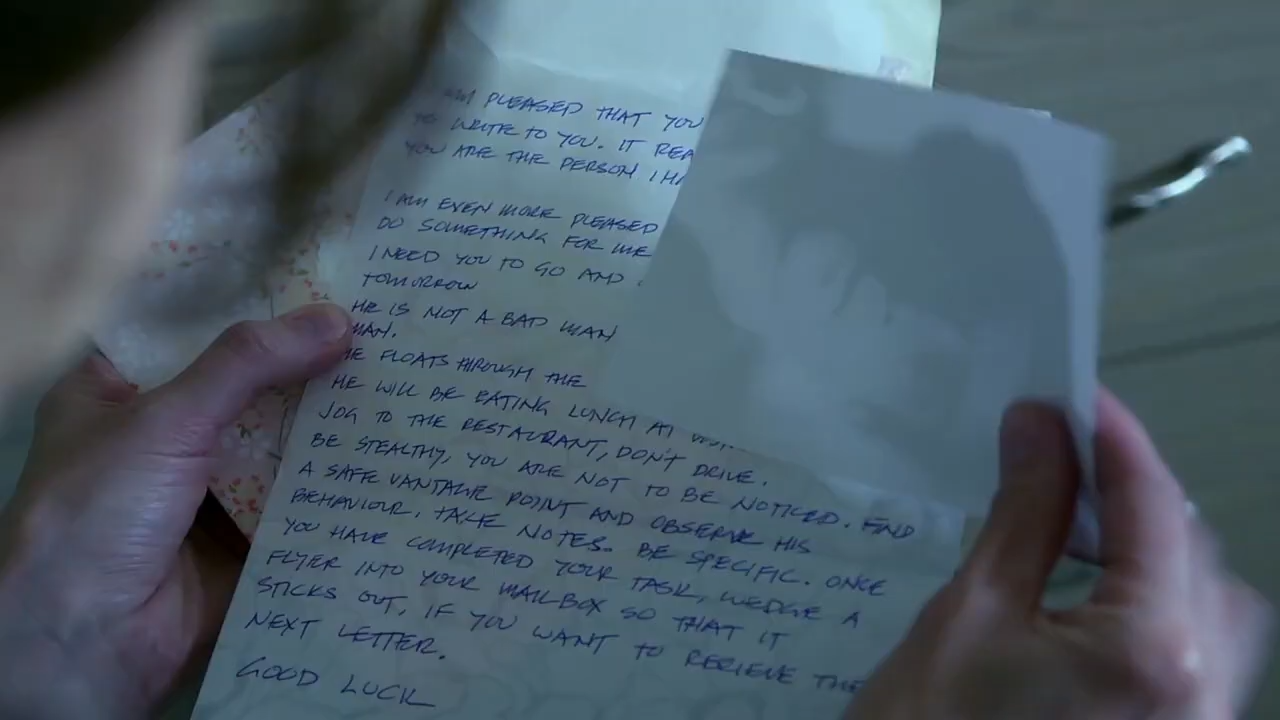 AM PLEASED THAT YOU
TO WRITE TO YOU. IT REA
YOU ARE THE PERSON I HA
I AM EVEN MORE PLEASED
DO SOMETHING FOR ME
I NEED YOU TO GO AND
TOMORROW
HE IS NOT A BAD MAN
MAN.
HE FLOATS THROUGH THE
HE WILL BE EATING LUNCH AT
JOG TO THE RESTAURANT, DON'T DRIVE.
BE STEALTHY, YOU ARE NOT TO BE NOTICED. FIND
A SAFE VANTAGE POINT AND OBSERVE HIS
BEHAVIOUR. TAKE NOTES. BE SPECIFIC. ONCE
YOU HAVE COMPLETED YOUR TASK, WEDGE A
FLYER INTO YOUR MAILBOX SO THAT IT
STICKS OUT, IF YOU WANT TO RECIEVE THE
NEXT LETTER.
GOOD LUCK